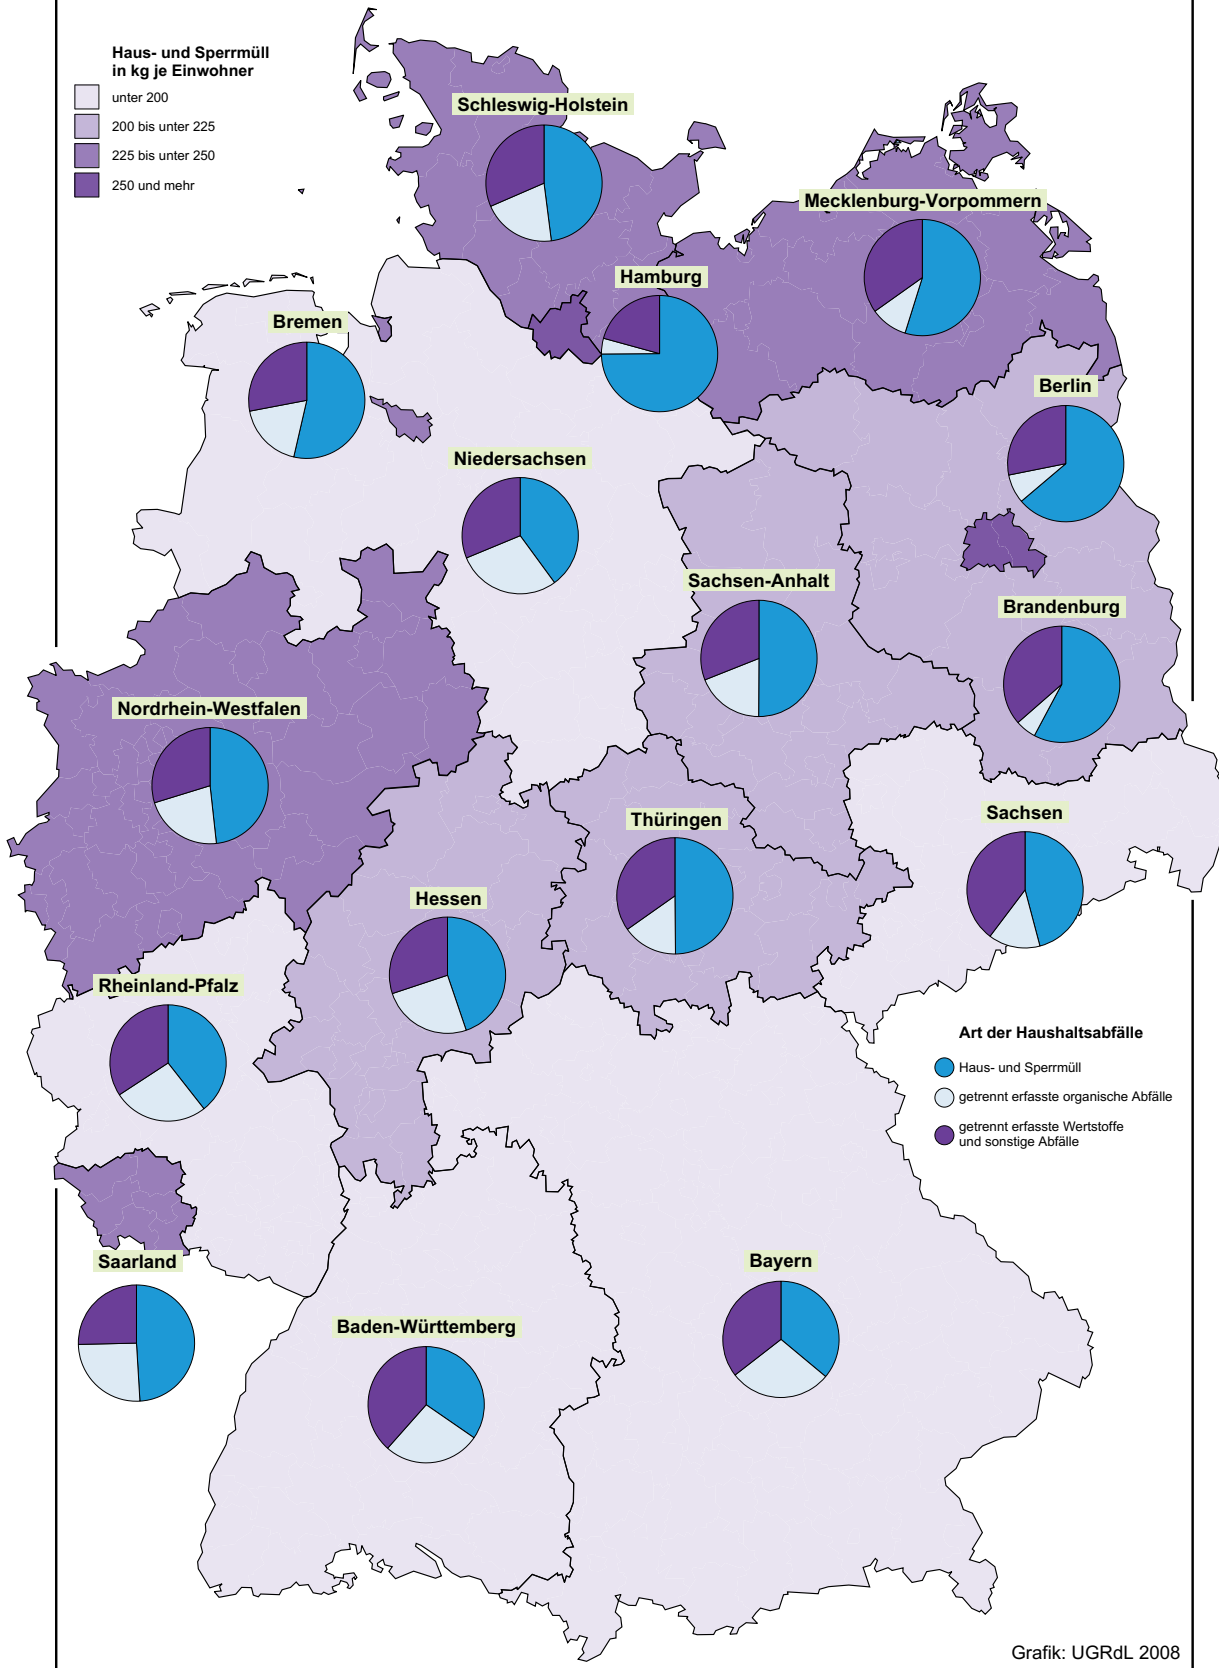 Haus- und Sperrmüll
in kg je Einwohner
unter 200
200 bis unter 225
225 bis unter 250
250 und mehr
Schleswig-Holstein
Mecklenburg-Vorpommern
Hamburg
Bremen
Berlin
Niedersachsen
Sachsen-Anhalt
Brandenburg
Nordrhein-Westfalen
Sachsen
Thüringen
Hessen
Rheinland-Pfalz
Art der Haushaltsabfälle
Haus- und Sperrmüll
getrennt erfasste organische Abfälle
getrennt erfasste Wertstoffe
und sonstige Abfälle
Saarland
Bayern
Baden-Württemberg
Grafik: UGRdL 2008